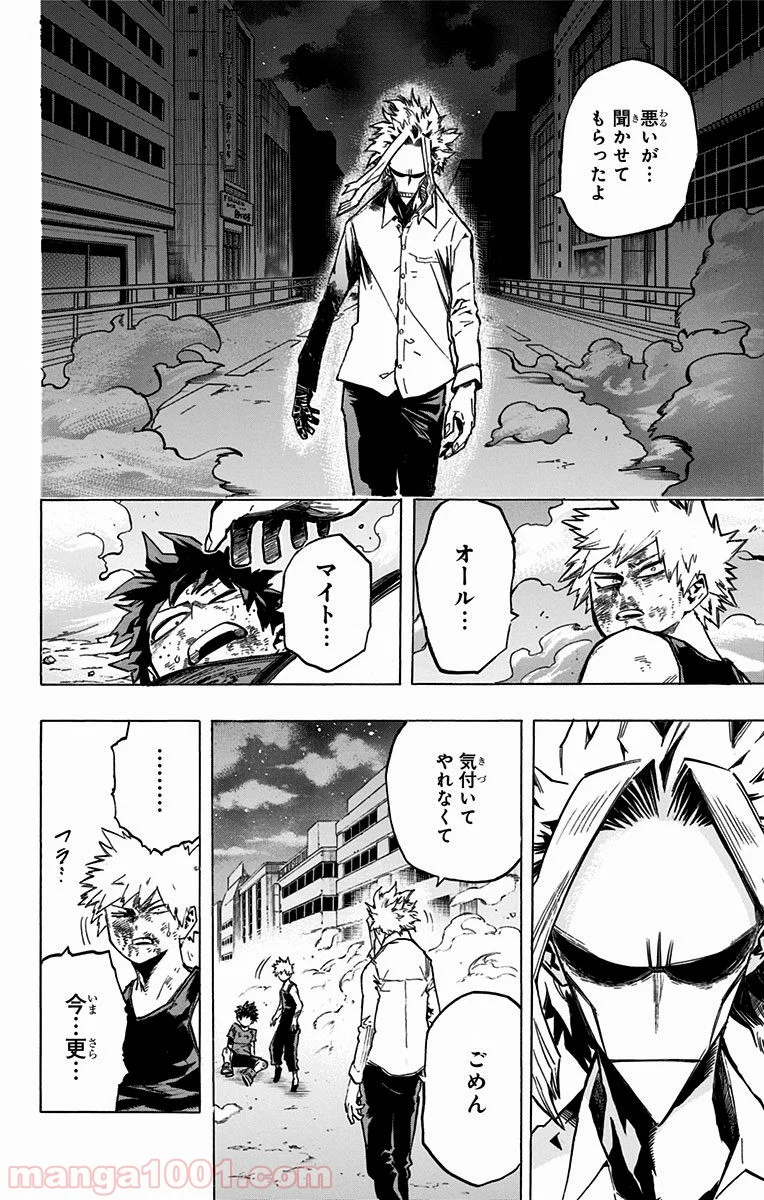 悪いが…
聞かせて
もらったよ
オール…
マイト…
気付いて
やれなくて
ごめん
………
フラ…
今…更…
manga1001.com